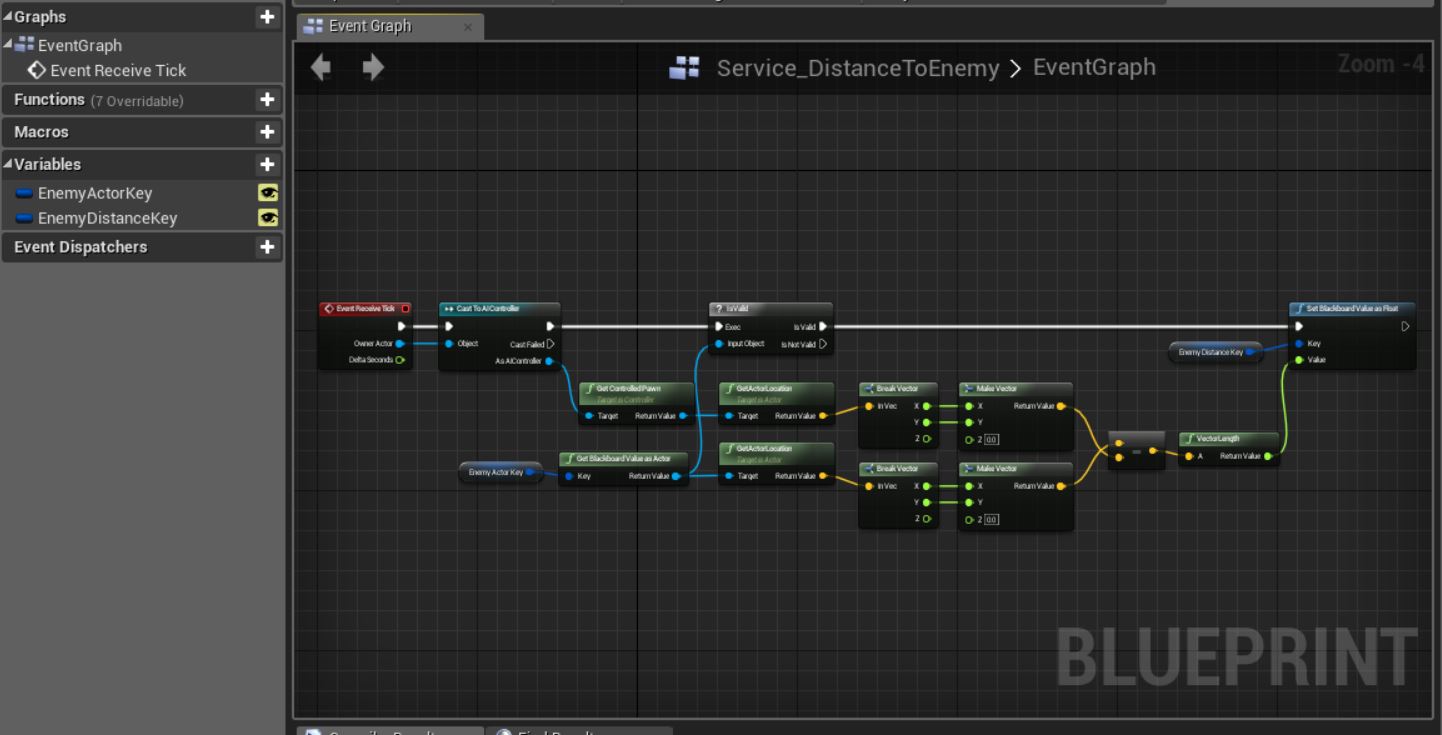 Graphs
EventGraph
Event Receive Tick
Functions (7 Overridable)
Macros
Variables
EnemyActorKey
EnemyDistanceKey
Event Dispatchers
Event Graph
Service_DistanceToEnemy > EventGraph
Zoom -4
Event Receive Tick
Owner Actor
Delta Seconds
Cast To AIController
Object
Cast Failed
As AIController
? IsValid
Exec
Is Valid
Input Object
Is Not Valid
Set Blackboard Value as Float
Key
Value
Enemy Distance Key
Get Controlled Pawn
Target is Controller
Target Return Value
GetActorLocation
Target is Actor
Target Return Value
Break Vector
In Vec X
Y
Z
Make Vector
X Return Value
Y
Z 0.0
Enemy Actor Key
Get Blackboard Value as Actor
Key Return Value
GetActorLocation
Target is Actor
Target Return Value
Break Vector
In Vec X
Y
Z
Make Vector
X Return Value
Y
Z 0.0
-
VectorLength
A Return Value
BLUEPRINT